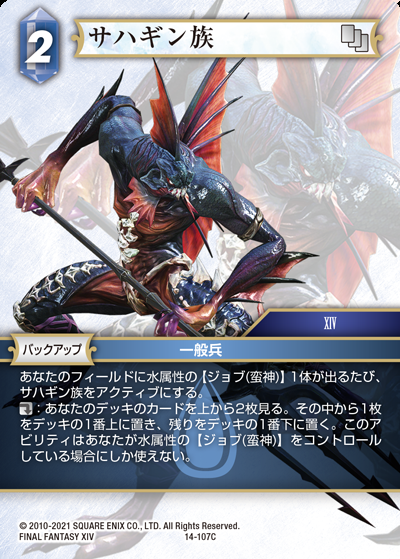 2
サハギン族
XIV
バックアップ
一般兵
あなたのフィールドに水属性の【ジョブ(蛮神)】1体が出るたび、
サハギン族をアクティブにする。
：あなたのデッキのカードを上から2枚見る。その中から1枚
をデッキの1番上に置き、残りをデッキの1番下に置く。このア
ビリティはあなたが水属性の【ジョブ(蛮神)】をコントロール
している場合にしか使えない。
© 2010-2021 SQUARE ENIX CO., LTD. All Rights Reserved.
FINAL FANTASY XIV
14-107C